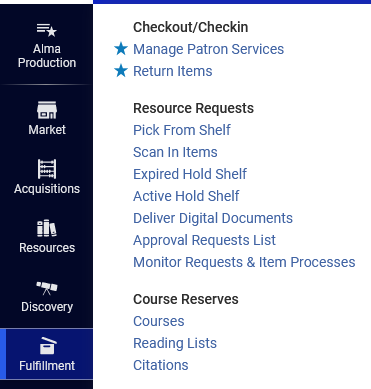 Alma
Production
Market
Acquisitions
Resources
Discovery
Fulfillment
Checkout/Checkin
Manage Patron Services
Return Items
Resource Requests
Pick From Shelf
Scan In Items
Expired Hold Shelf
Active Hold Shelf
Deliver Digital Documents
Approval Requests List
Monitor Requests & Item Processes
Course Reserves
Courses
Reading Lists
Citations